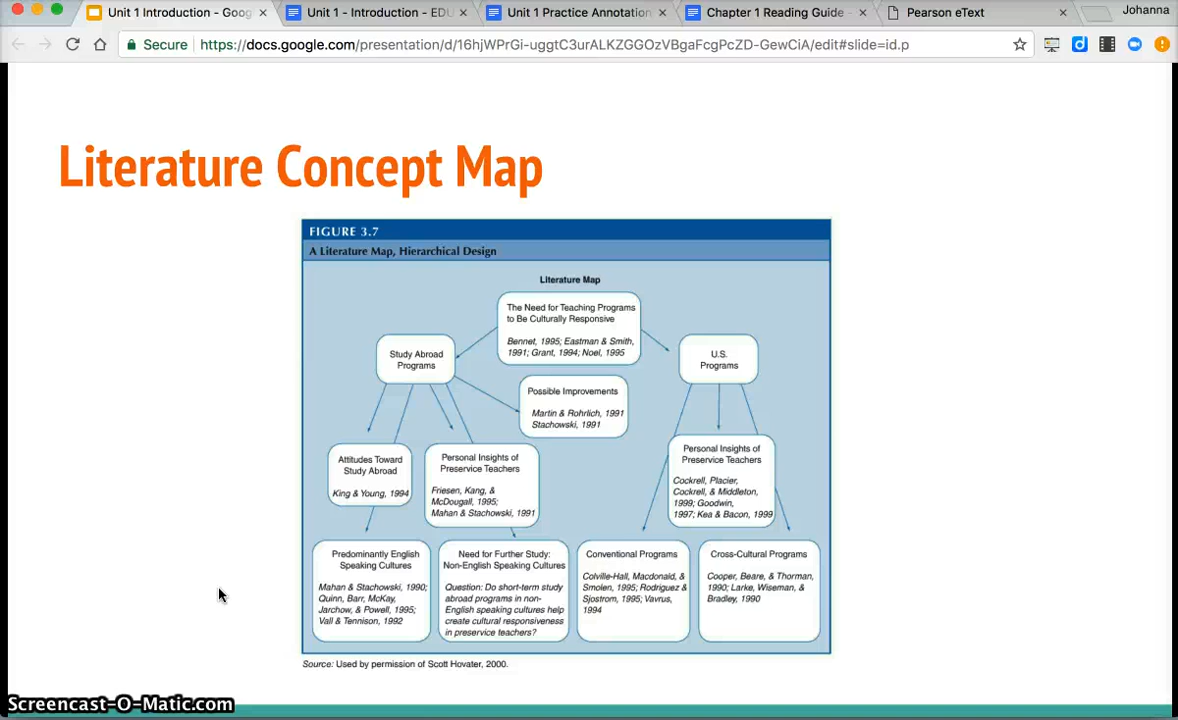 Unit 1 Introduction - Goog
Unit 1 - Introduction - EDU
Unit 1 Practice Annotation
Chapter 1 Reading Guide -
Pearson eText
Johanna
Secure
https://docs.google.com/presentation/d/16hjWPrGi-uggtC3urALKZGGOzVBgaFcgPcZD-GewCiA/edit#slide=id.p
Literature Concept Map
FIGURE 3.7
A Literature Map, Hierarchical Design
Literature Map
The Need for Teaching Programs
to Be Culturally Responsive
Bennet, 1995; Eastman & Smith,
1991; Grant, 1994; Noel, 1995
Study Abroad
Programs
U.S.
Programs
Possible Improvements
Martin & Rohrlich, 1991
Stachowski, 1991
Attitudes Toward
Study Abroad
King & Young, 1994
Personal Insights of
Preservice Teachers
Friesen, Kang, &
McDougall, 1995;
Mahan & Stachowski, 1991
Personal Insights of
Preservice Teachers
Cockrell, Placier,
Cockrell, & Middleton,
1999; Goodwin,
1997; Kea & Bacon, 1999
Predominantly English
Speaking Cultures
Mahan & Stachowski, 1990;
Quinn, Barr, McKay,
Jarchow, & Powell, 1995;
Vall & Tennison, 1992
Need for Further Study:
Non-English Speaking Cultures
Question: Do short-term study
abroad programs in non-
English speaking cultures help
create cultural responsiveness
in preservice teachers?
Conventional Programs
Colville-Hall, Macdonald, &
Smolen, 1995; Rodriguez &
Sjostrom, 1995; Vavrus,
1994
Cross-Cultural Programs
Cooper, Beare, & Thorman,
1990; Larke, Wiseman, &
Bradley, 1990
Source: Used by permission of Scott Hovater, 2000.
Screencast-O-Matic.com